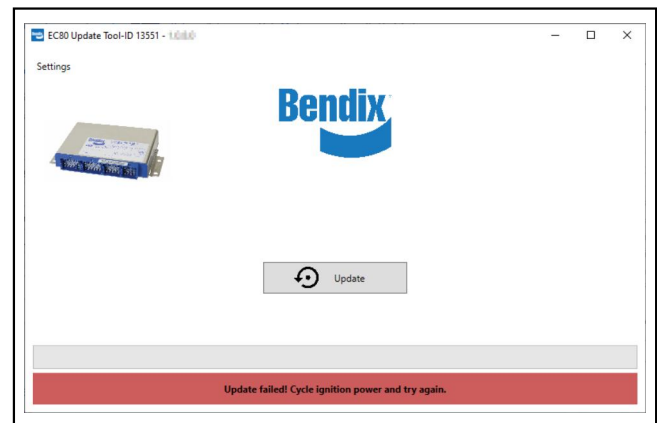 EC80 Update Tool-ID 13551 -
Settings
Bendix
Update
Update failed! Cycle ignition power and try again.